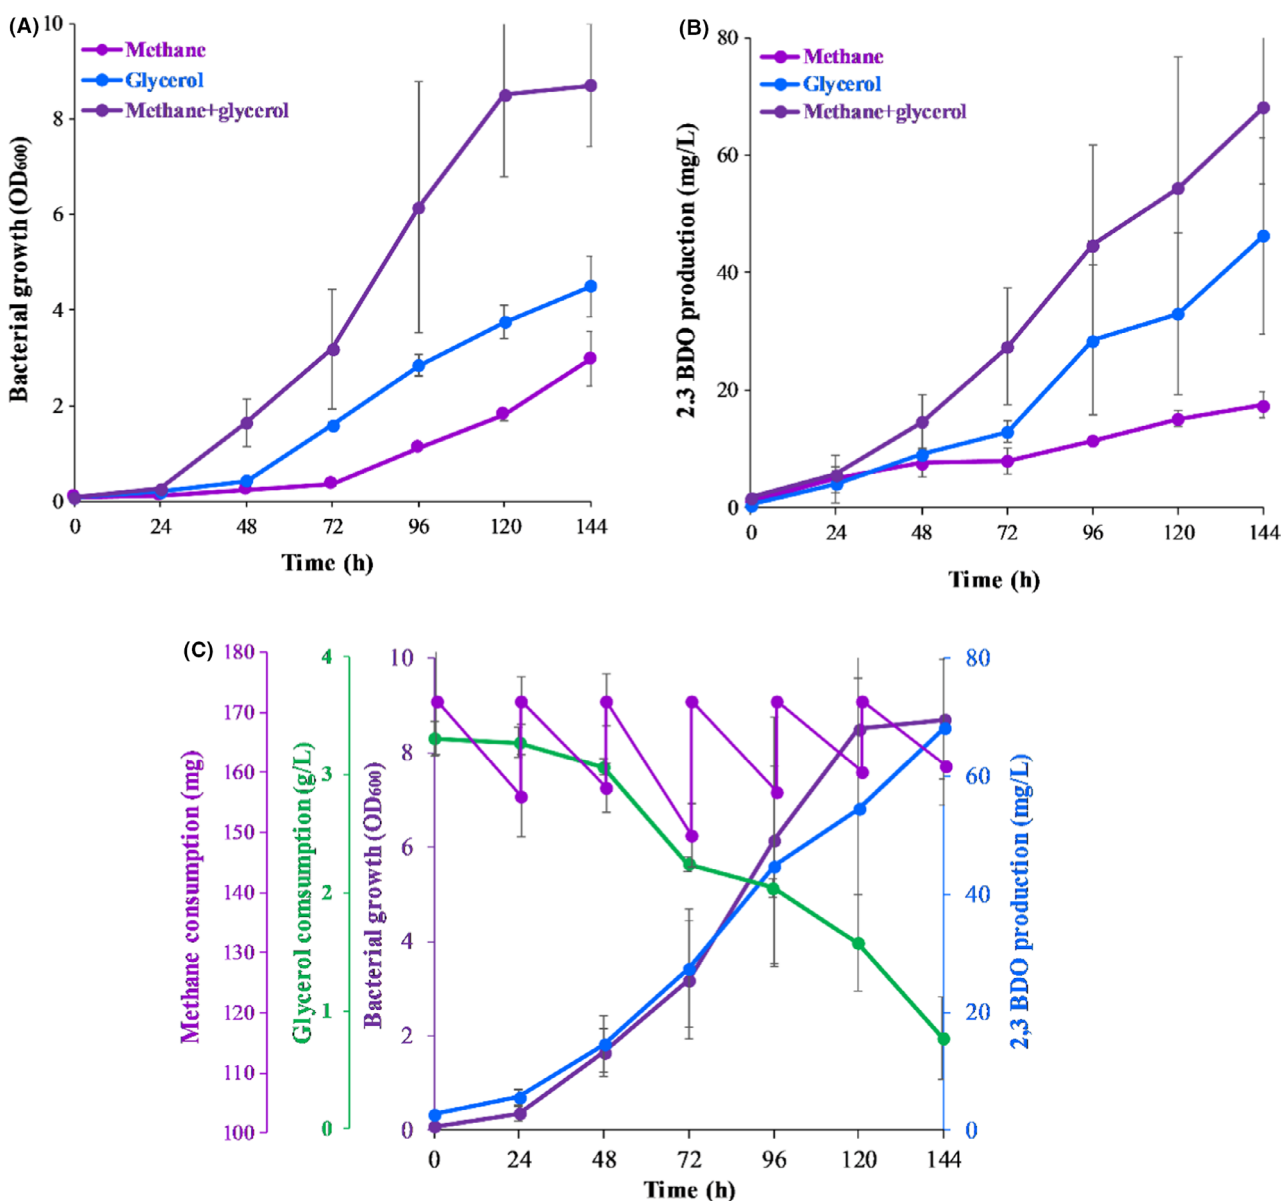 (A)
Methane
Glycerol
Methane+glycerol
Bacterial growth (OD600)
10
8
6
4
2
0
0 24 48 72 96 120 144
Time (h)
(B)
Methane
Glycerol
Methane+glycerol
2.3 BDO production (mg/L)
80
60
40
20
0
0 24 48 72 96 120 144
Time (h)
(C)
Methane consumption (mg)
180
170
160
150
140
130
120
110
100
Glycerol comsumption (g/L)
4
3
2
1
0
Bacterial growth (OD600)
10
8
6
4
2
0
80
60
40
20
0
2,3 BDO production (mg/L)
0 24 48 72 96 120 144
Time (h)